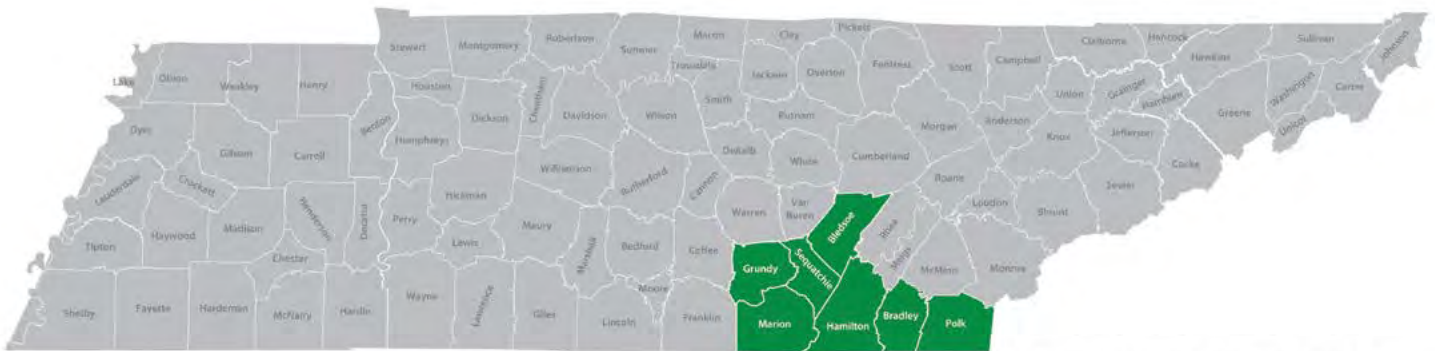 Lake
Obion
Weakley
Henry
Stewart
Montgomery
Robertson
Sumner
Macon
Trousdale
Clay
Pickett
Jackson
Overton
Fentress
Scott
Campbell
Claiborne
Hancock
Hawkins
Sullivan
Johnson
Carter
Washington
Unicoi
Greene
Hamblen
Grainger
Union
Houston
Dickson
Cheatham
Davidson
Wilson
Smith
Putnam
Morgan
Anderson
Knox
Jefferson
Cocke
Dyer
Gibson
Carroll
Benton
Humphreys
Williamson
Rutherford
Cannon
DeKalb
White
Cumberland
Roane
Loudon
Blount
Sevier
Lauderdale
Crockett
Haywood
Madison
Henderson
Decatur
Perry
Hickman
Lewis
Maury
Marshall
Bedford
Coffee
Warren
Van
Buren
Bledsoe
Rhea
Meigs
McMinn
Monroe
Tipton
Chester
Grundy
Sequatchie
Shelby
Fayette
Hardeman
McNairy
Hardin
Wayne
Lawrence
Giles
Lincoln
Moore
Franklin
Marion
Hamilton
Bradley
Polk